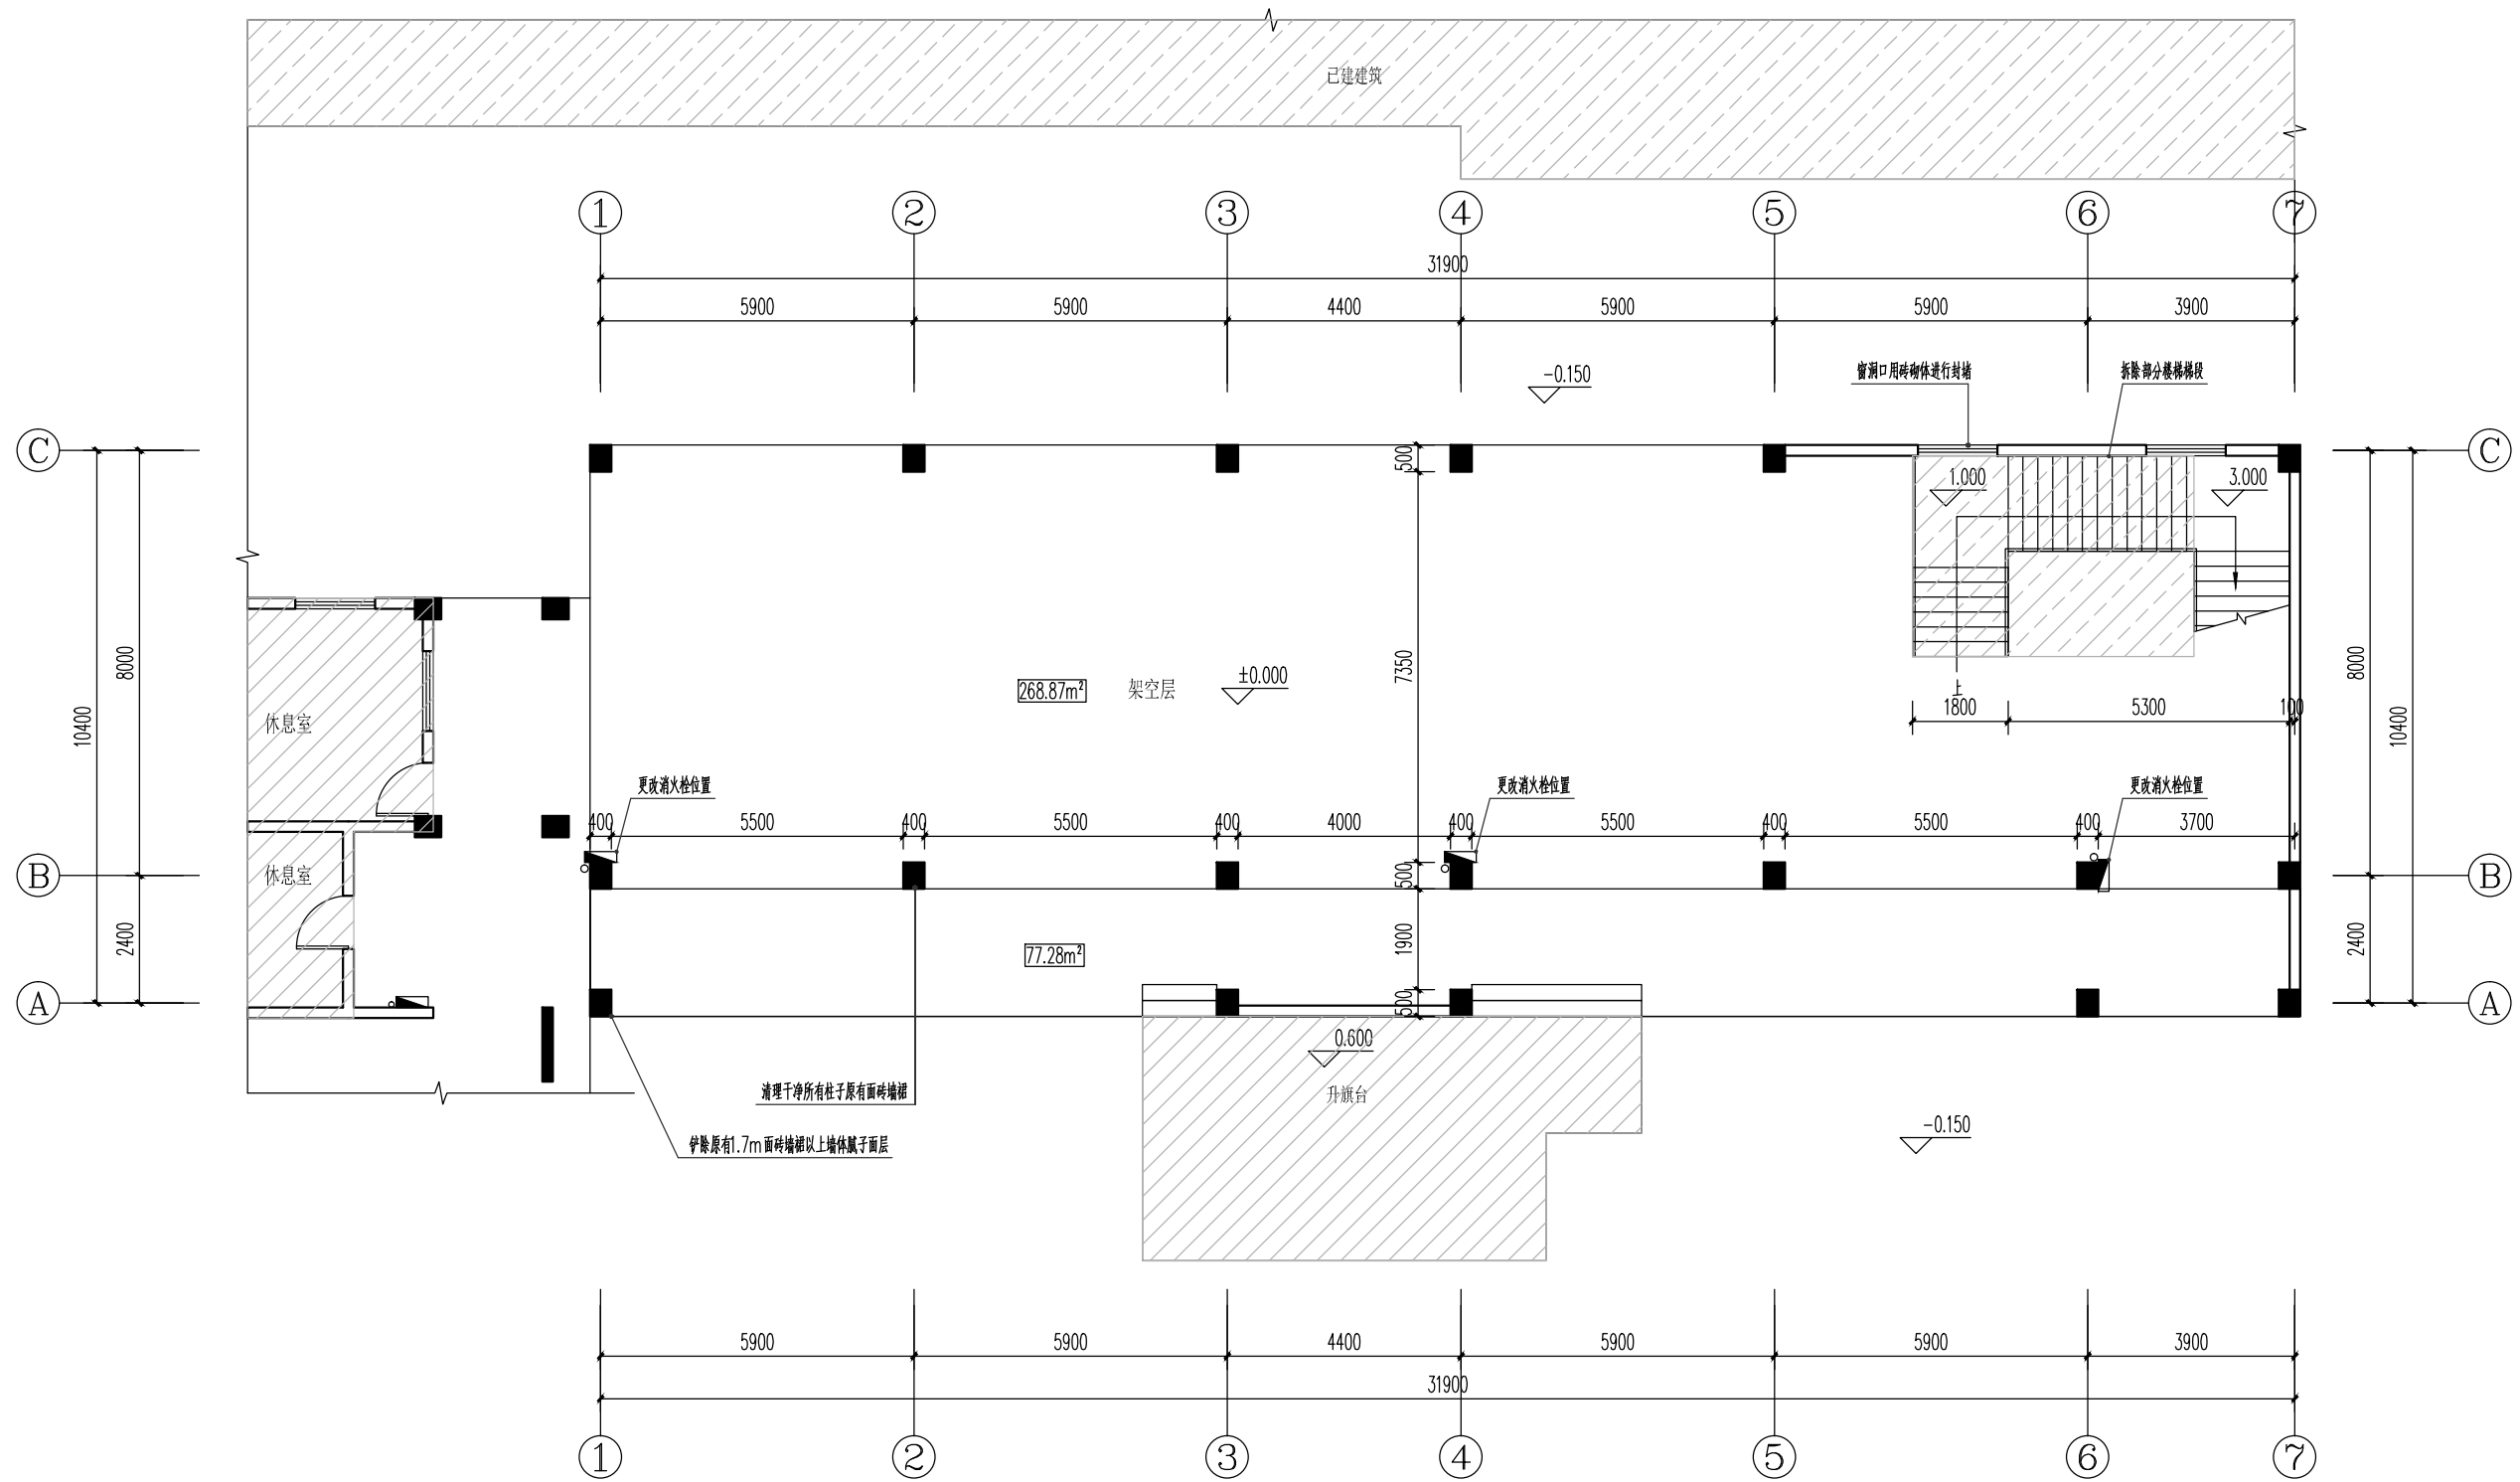 已建建筑
1 2 3 4 5 6 7
31900
5900 5900 4400 5900 5900 3900
-0.150
窗洞口用砖砌体进行封堵
拆除部分楼梯梯段
C C
500
1.000
3.000
8000
10400
7350
8000
10400
268.87m²
架空层
±0.000
上
休息室
1800 5300 100
更改消火栓位置
更改消火栓位置
更改消火栓位置
400 5500 400 5500 400 4000 400 5500 400 5500 400 3700
B B
休息室
500
2400
1900
2400
77.28m²
A A
500
0.600
清理干净所有柱子原有面砖墙裙
升旗台
-0.150
铲除原有1.7m面砖墙裙以上墙体腻子面层
5900 5900 4400 5900 5900 3900
31900
1 2 3 4 5 6 7